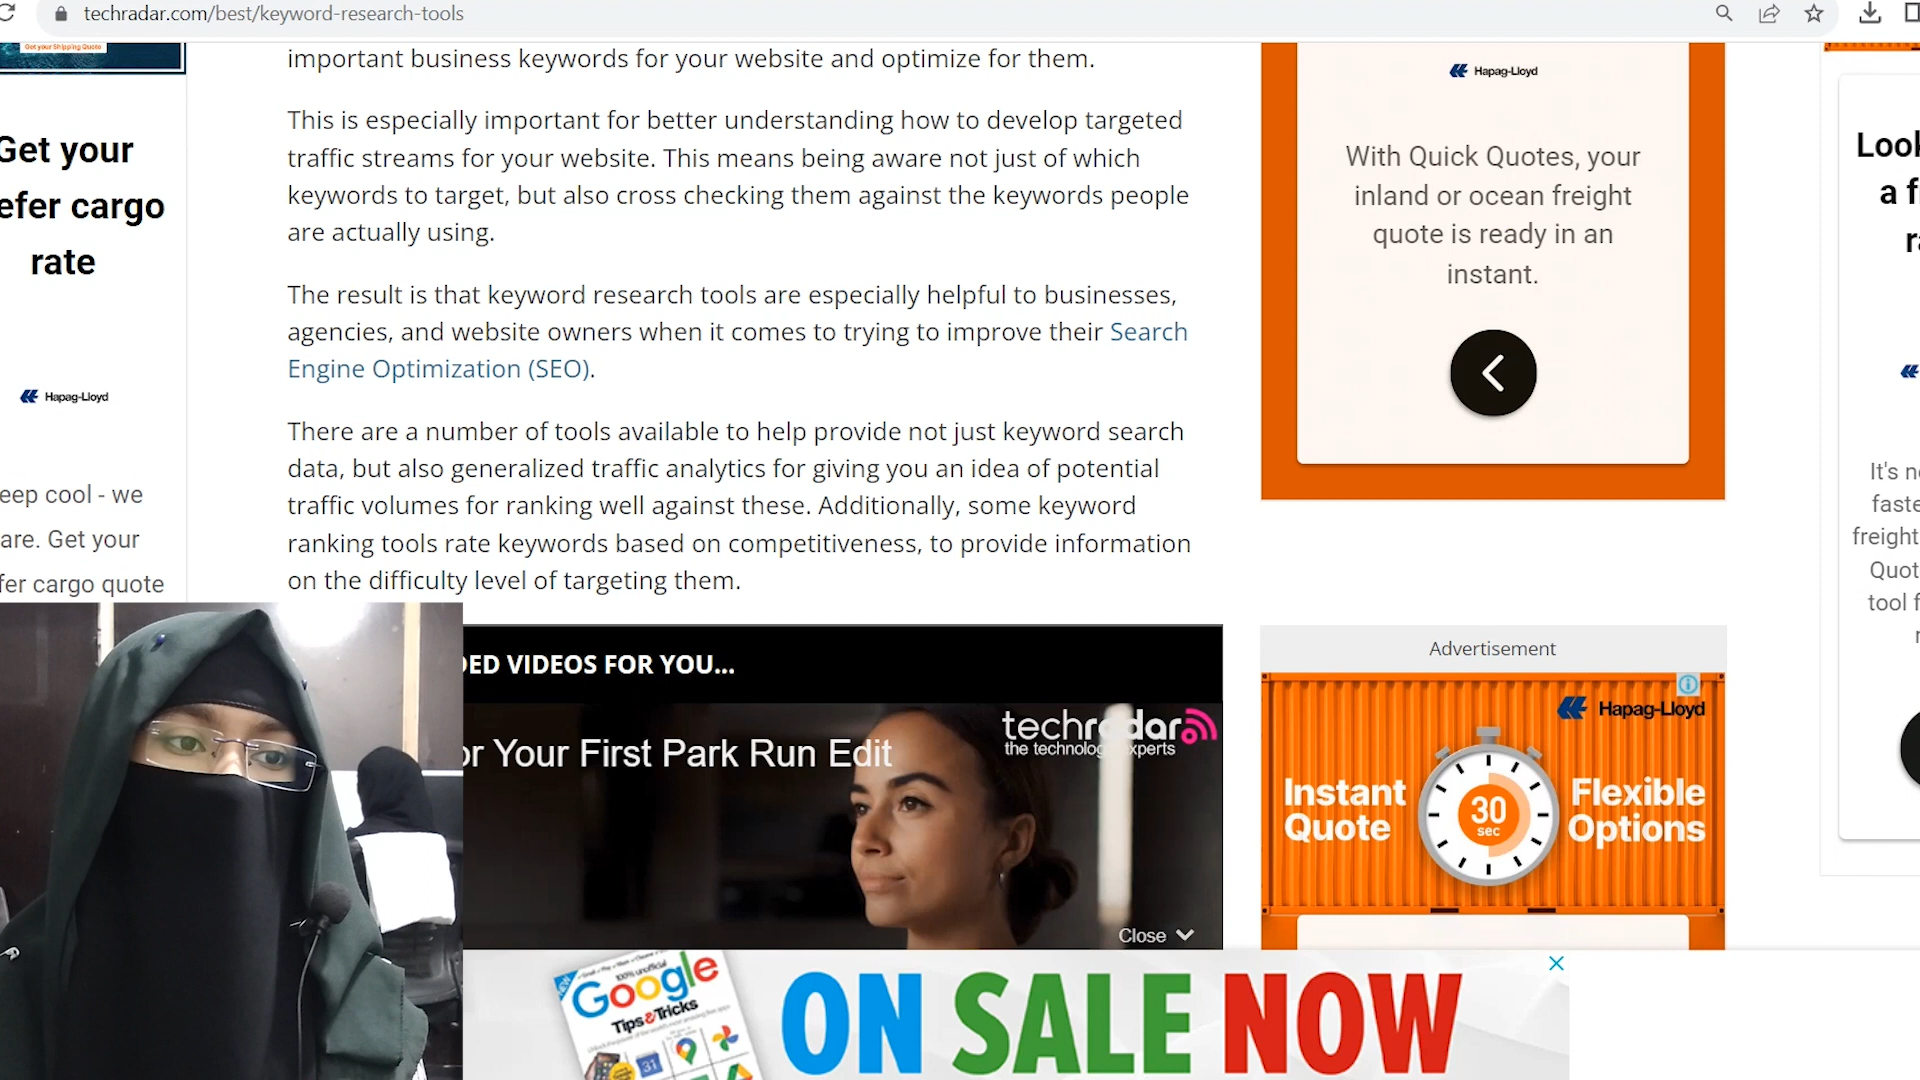 techradar.com/best/keyword-research-tools
Get your Shipping Quote
Get your
efer cargo
rate
Hapag-Lloyd
eep cool - we
are. Get your
fer cargo quote
important business keywords for your website and optimize for them.
This is especially important for better understanding how to develop targeted
traffic streams for your website. This means being aware not just of which
keywords to target, but also cross checking them against the keywords people
are actually using.
The result is that keyword research tools are especially helpful to businesses,
agencies, and website owners when it comes to trying to improve their Search
Engine Optimization (SEO).
There are a number of tools available to help provide not just keyword search
data, but also generalized traffic analytics for giving you an idea of potential
traffic volumes for ranking well against these. Additionally, some keyword
ranking tools rate keywords based on competitiveness, to provide information
on the difficulty level of targeting them.
DED VIDEOS FOR YOU...
or Your First Park Run Edit
techradar
the technology experts
Close
Hapag-Lloyd
With Quick Quotes, your
inland or ocean freight
quote is ready in an
instant.
Advertisement
Hapag-Lloyd
Instant
Quote
30
sec
Flexible
Options
Look
a f
ra
It's n
faste
freight
Quot
tool f
r
NEW
100% unofficial
Google
Tips & Tricks
31
ON SALE NOW